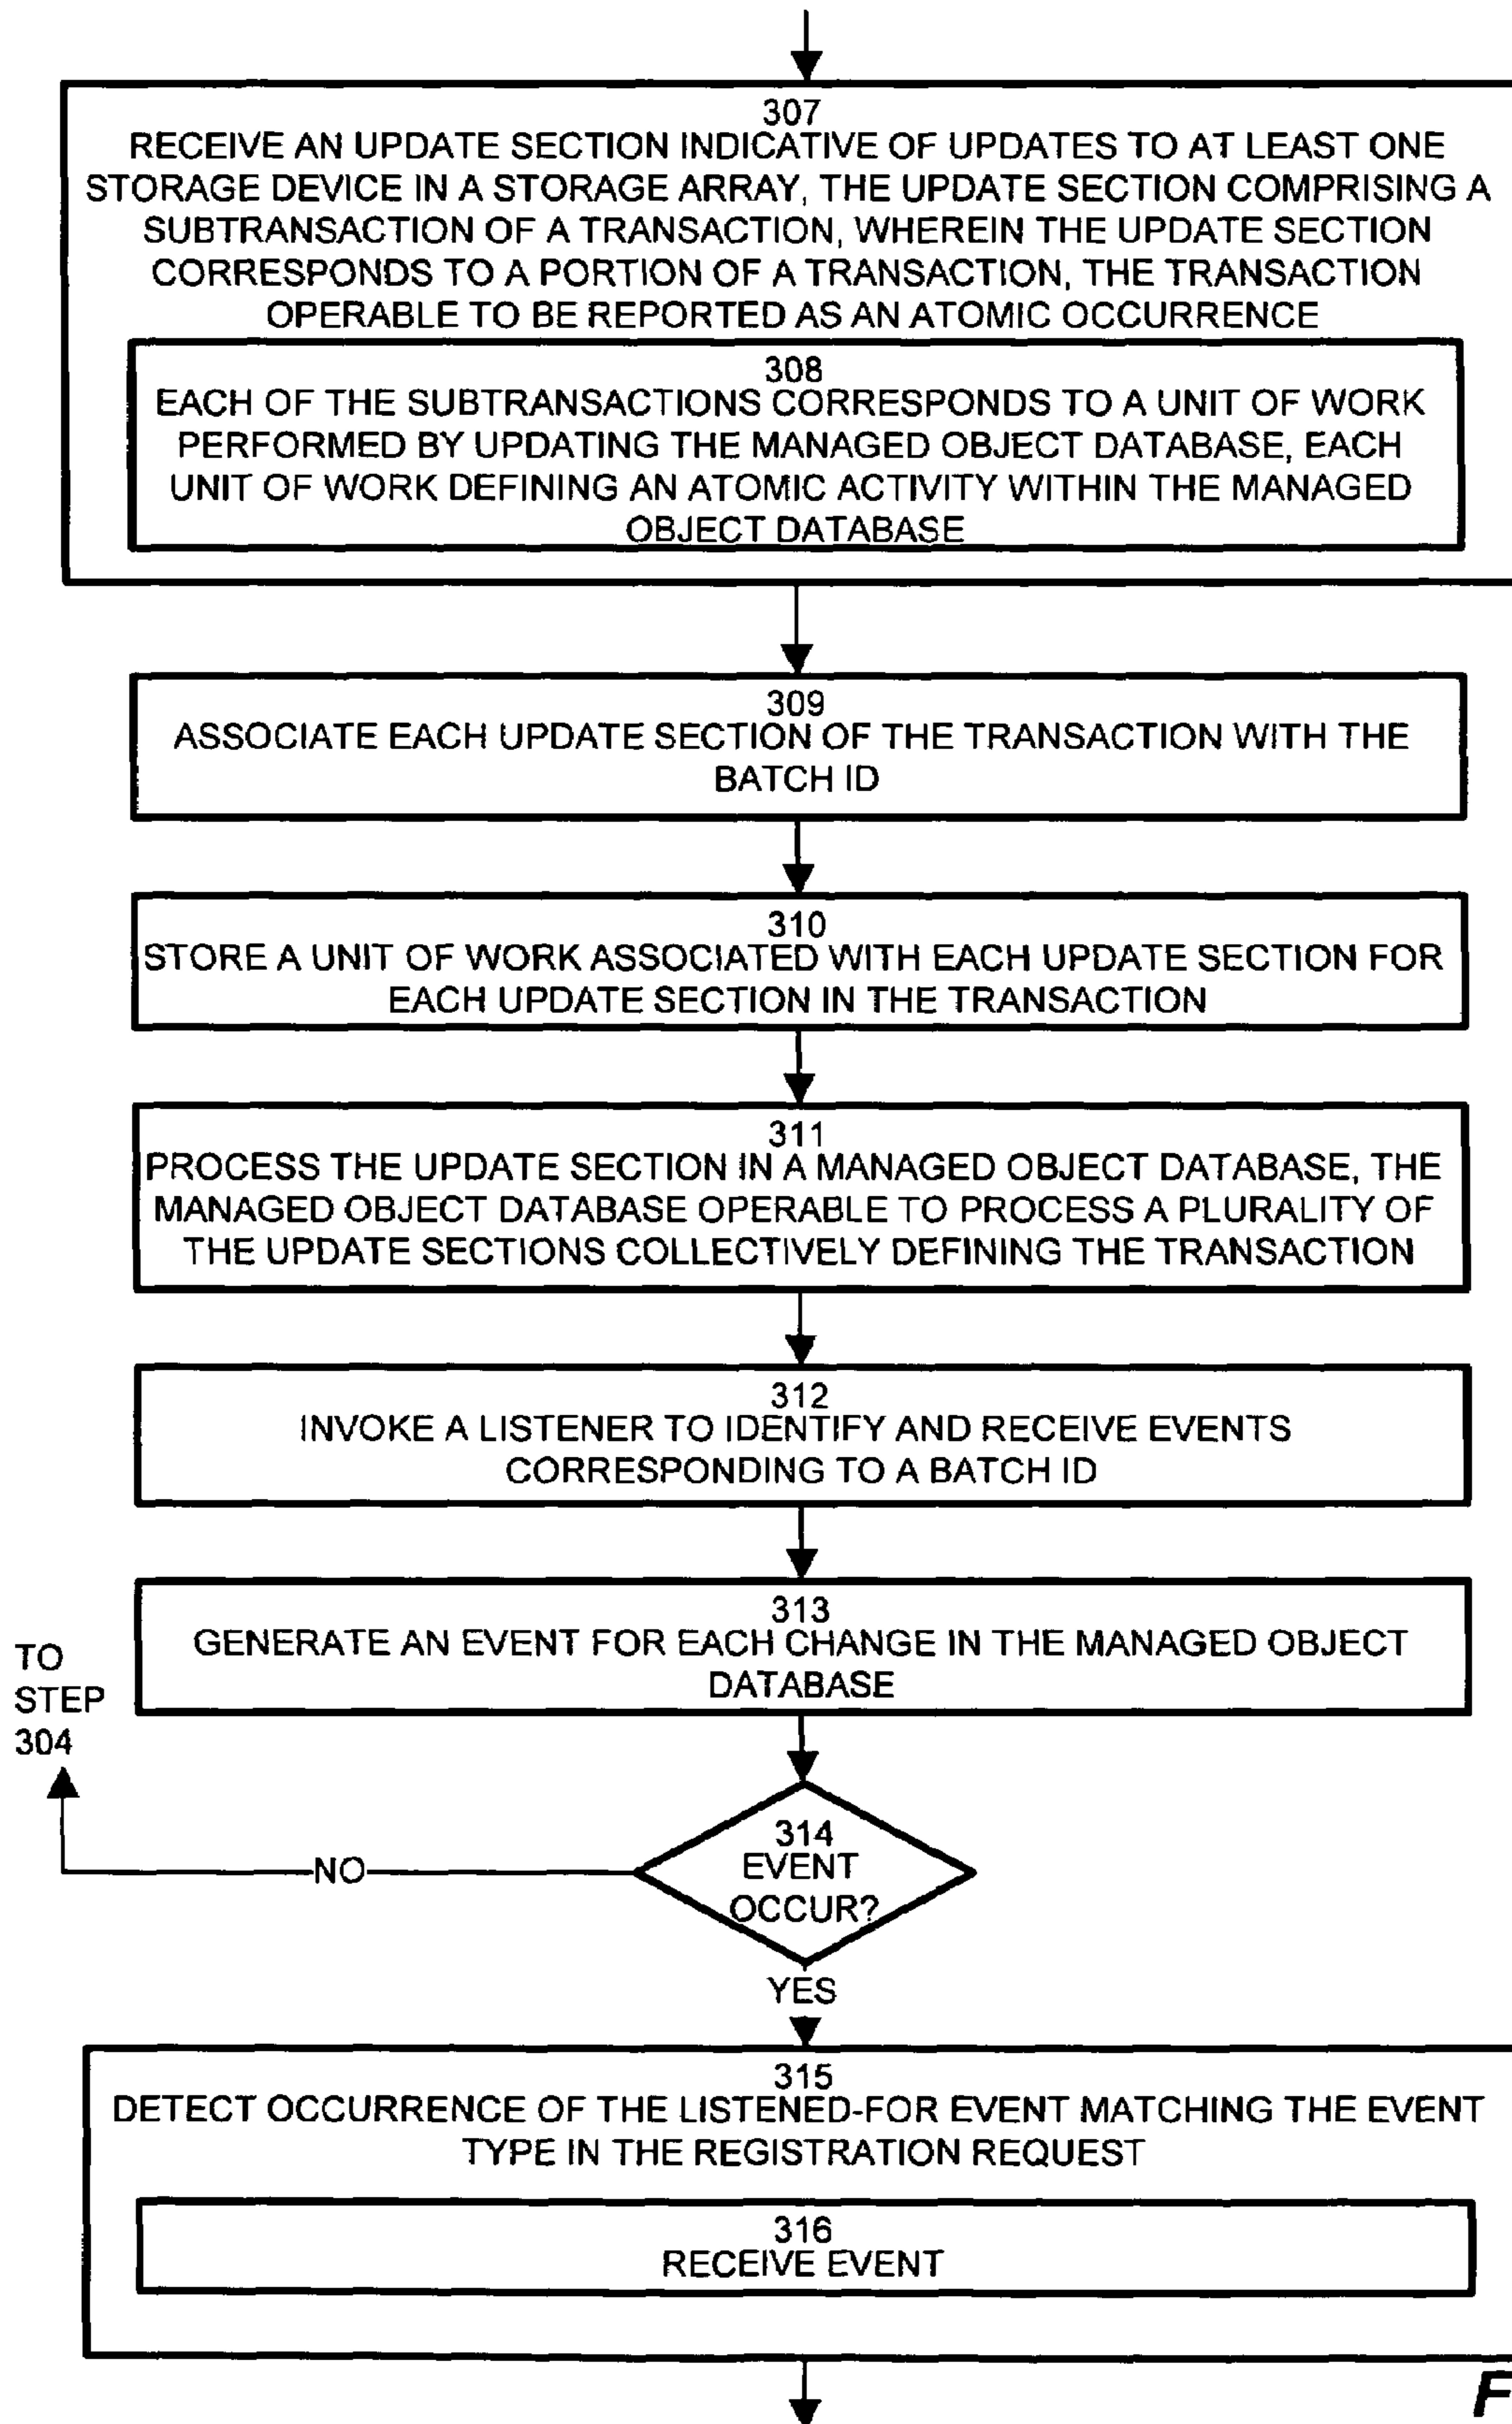 307
RECEIVE AN UPDATE SECTION INDICATIVE OF UPDATES TO AT LEAST ONE
STORAGE DEVICE IN A STORAGE ARRAY, THE UPDATE SECTION COMPRISING A
SUBTRANSACTION OF A TRANSACTION, WHEREIN THE UPDATE SECTION
CORRESPONDS TO A PORTION OF A TRANSACTION, THE TRANSACTION
OPERABLE TO BE REPORTED AS AN ATOMIC OCCURRENCE
308
EACH OF THE SUBTRANSACTIONS CORRESPONDS TO A UNIT OF WORK
PERFORMED BY UPDATING THE MANAGED OBJECT DATABASE, EACH
UNIT OF WORK DEFINING AN ATOMIC ACTIVITY WITHIN THE MANAGED
OBJECT DATABASE
309
ASSOCIATE EACH UPDATE SECTION OF THE TRANSACTION WITH THE
BATCH ID
310
STORE A UNIT OF WORK ASSOCIATED WITH EACH UPDATE SECTION FOR
EACH UPDATE SECTION IN THE TRANSACTION
311
PROCESS THE UPDATE SECTION IN A MANAGED OBJECT DATABASE, THE
MANAGED OBJECT DATABASE OPERABLE TO PROCESS A PLURALITY OF
THE UPDATE SECTIONS COLLECTIVELY DEFINING THE TRANSACTION
312
INVOKE A LISTENER TO IDENTIFY AND RECEIVE EVENTS
CORRESPONDING TO A BATCH ID
313
GENERATE AN EVENT FOR EACH CHANGE IN THE MANAGED OBJECT
DATABASE
TO
STEP
304
314
EVENT
OCCUR?
NO
YES
315
DETECT OCCURRENCE OF THE LISTENED-FOR EVENT MATCHING THE EVENT
TYPE IN THE REGISTRATION REQUEST
316
RECEIVE EVENT
F